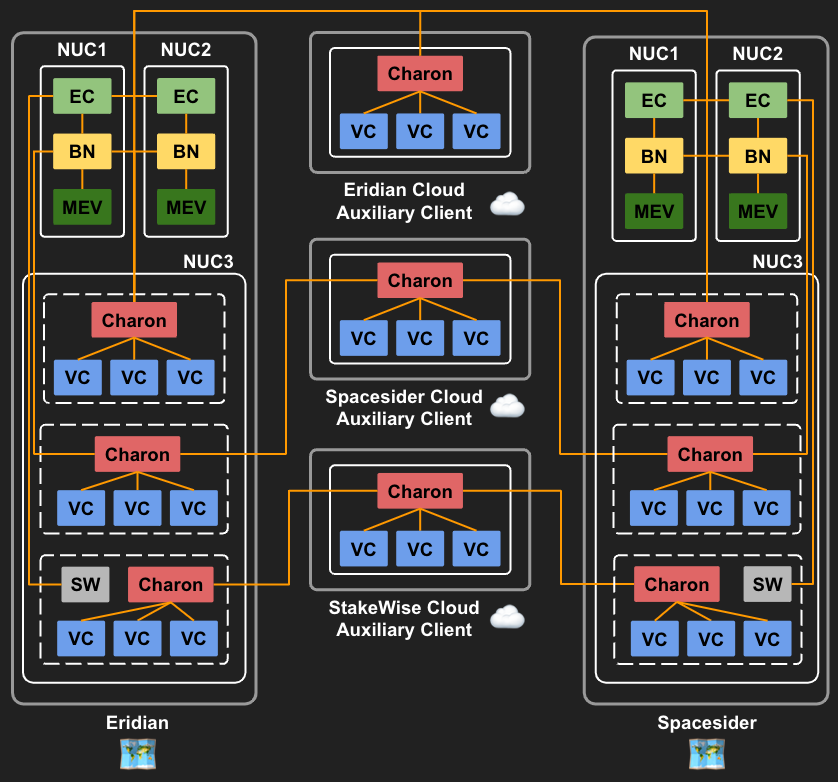 NUC1 NUC2
EC EC
BN BN
MEV MEV
NUC3
Charon
VC VC VC
Charon
VC VC VC
SW Charon
VC VC VC
Eridian
Charon
VC VC VC
Eridian Cloud
Auxiliary Client
Charon
VC VC VC
Spacesider Cloud
Auxiliary Client
Charon
VC VC VC
StakeWise Cloud
Auxiliary Client
NUC1 NUC2
EC EC
BN BN
MEV MEV
NUC3
Charon
VC VC VC
Charon
VC VC VC
Charon SW
VC VC VC
Spacesider